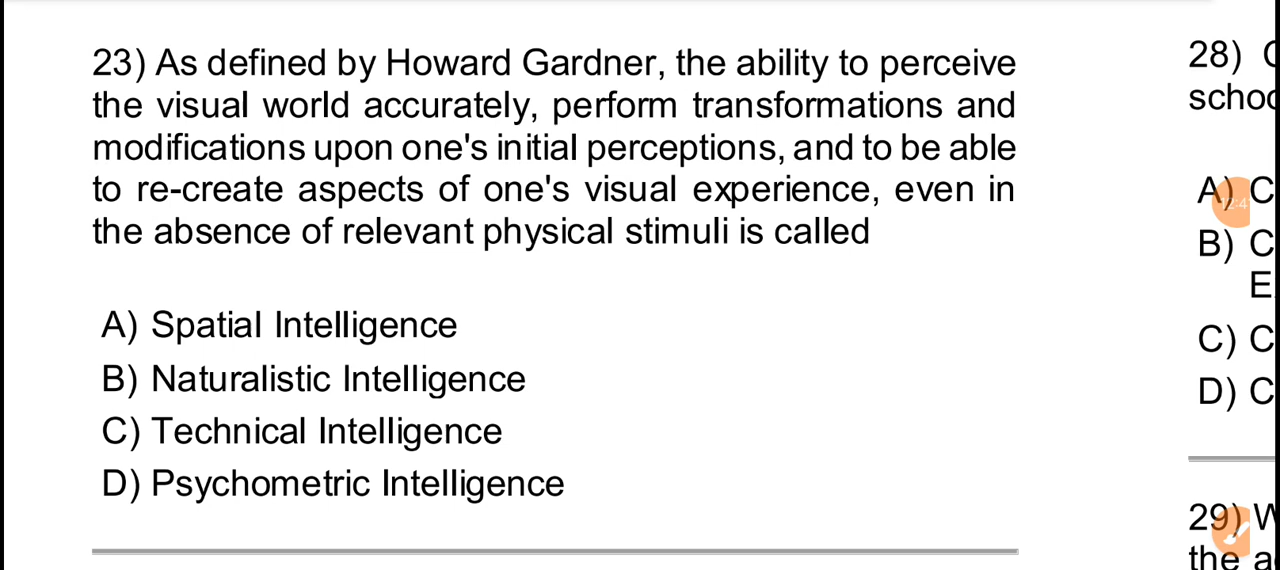 23) As defined by Howard Gardner, the ability to perceive
the visual world accurately, perform transformations and
modifications upon one's initial perceptions, and to be able
to re-create aspects of one's visual experience, even in
the absence of relevant physical stimuli is called
A) Spatial Intelligence
B) Naturalistic Intelligence
C) Technical Intelligence
D) Psychometric Intelligence
28)
A)
B)
C)
D)
29)
the